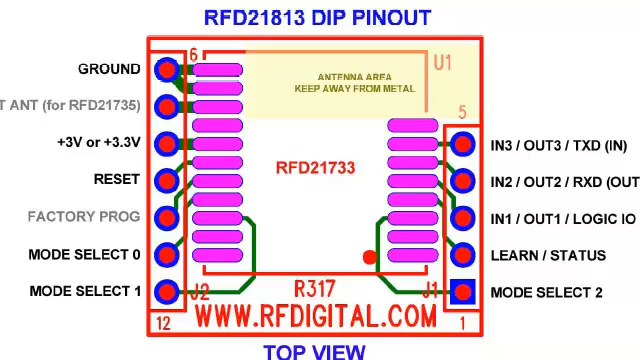 RFD21813 DIP PINOUT
6
U1
GROUND
ANTENNA AREA
KEEP AWAY FROM METAL
T ANT (for RFD21735)
5
+3V or +3.3V
IN3 / OUT3 / TXD (IN)
RFD21733
RESET
IN2 / OUT2 / RXD (OUT
FACTORY PROG
IN1 / OUT1 / LOGIC IO
MODE SELECT 0
LEARN / STATUS
MODE SELECT 1
J2
R317
J1
MODE SELECT 2
12
WWW.RFDIGITAL.COM
1
TOP VIEW